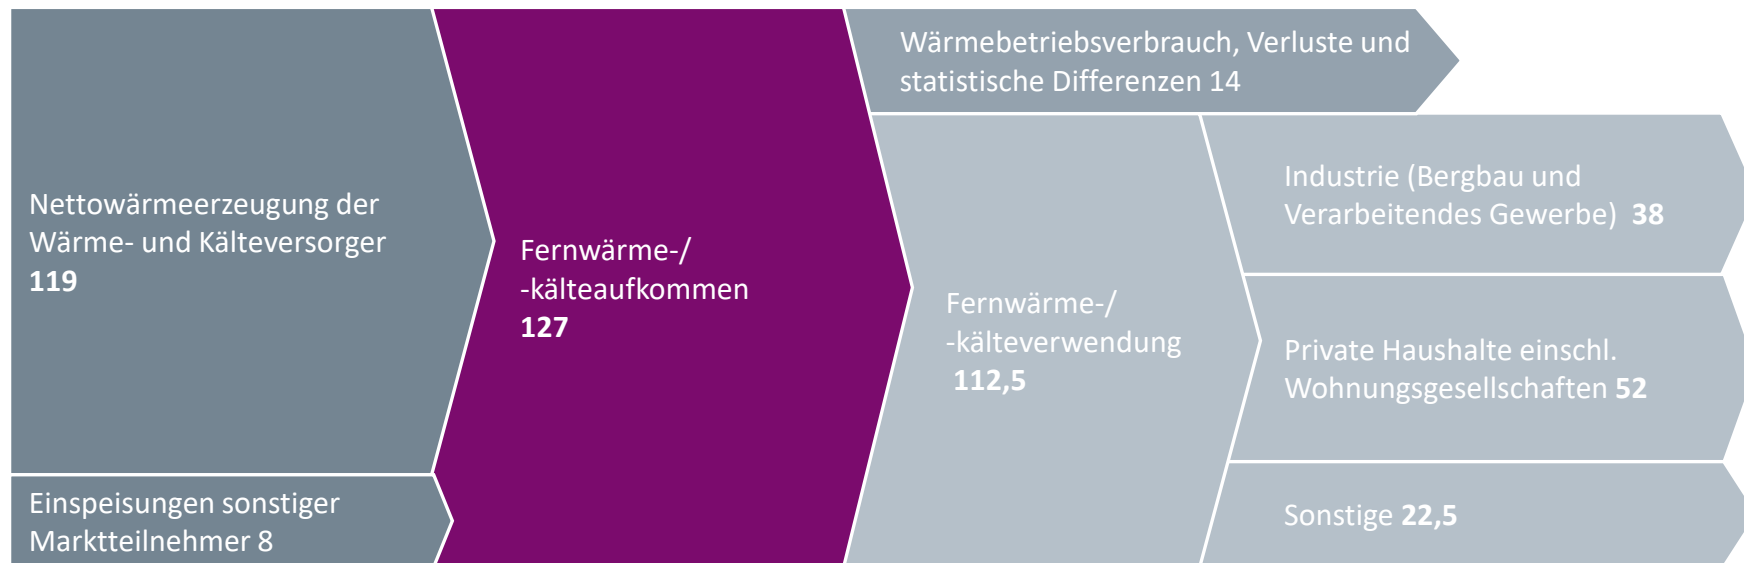 Nettowärmeerzeugung der
Wärme- und Kälteversorger
119
Einspeisungen sonstiger
Marktteilnehmer 8
Fernwärme-/
-kälteaufkommen
127
Wärmebetriebsverbrauch, Verluste und
statistische Differenzen 14
Fernwärme-/
-kälteverwendung
112,5
Industrie (Bergbau und
Verarbeitendes Gewerbe) 38
Private Haushalte einschl.
Wohnungsgesellschaften 52
Sonstige 22,5